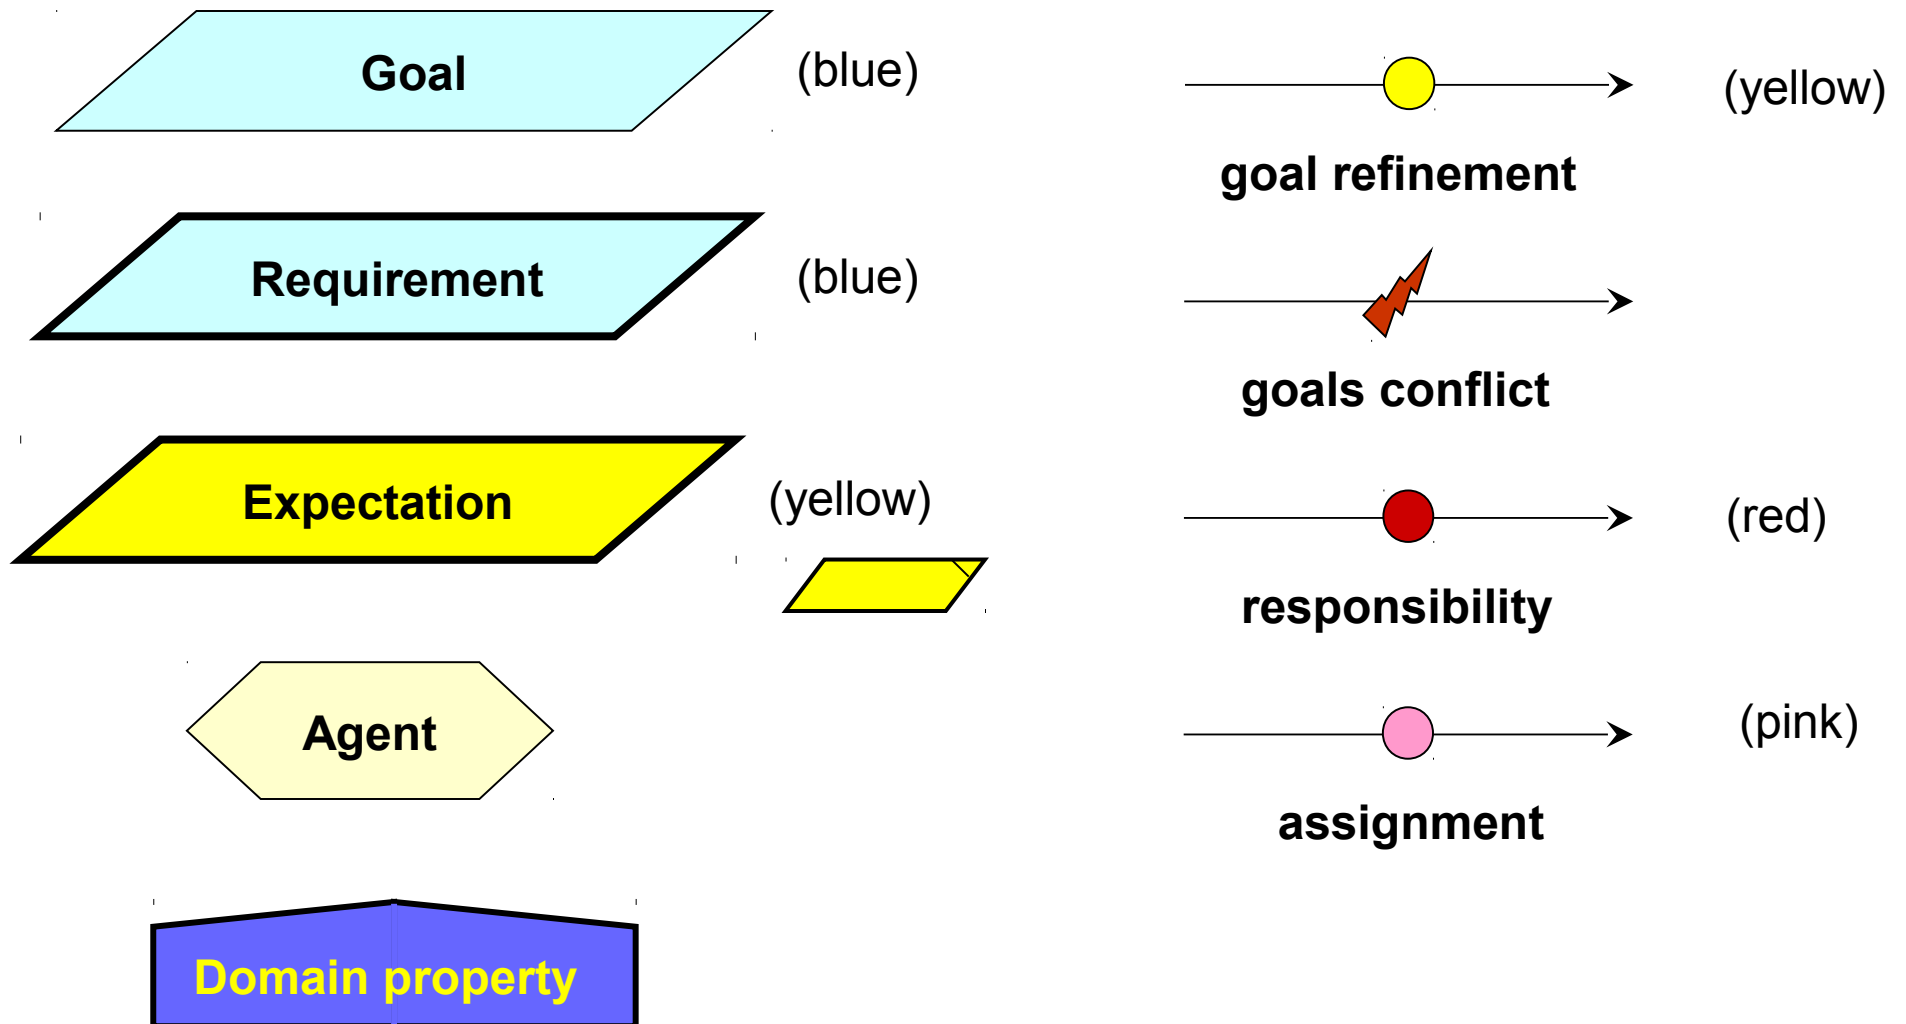 Goal
(blue)
Requirement
(blue)
Expectation
(yellow)
Agent
Domain property
(yellow)
goal refinement
goals conflict
(red)
responsibility
(pink)
assignment